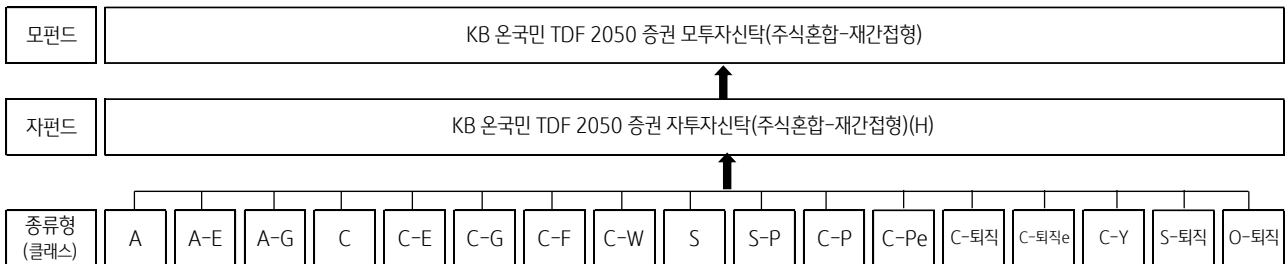 모펀드
KB 온국민 TDF 2050 증권 모투자신탁(주식혼합-재간접형)
자펀드
KB 온국민 TDF 2050 증권 자투자신탁(주식혼합-재간접형)(H)
종류형
(클래스)
A
A-E
A-G
C
C-E
C-G
C-F
C-W
S
S-P
C-P
C-Pe
C-퇴직
C-퇴직e
C-Y
S-퇴직
O-퇴직